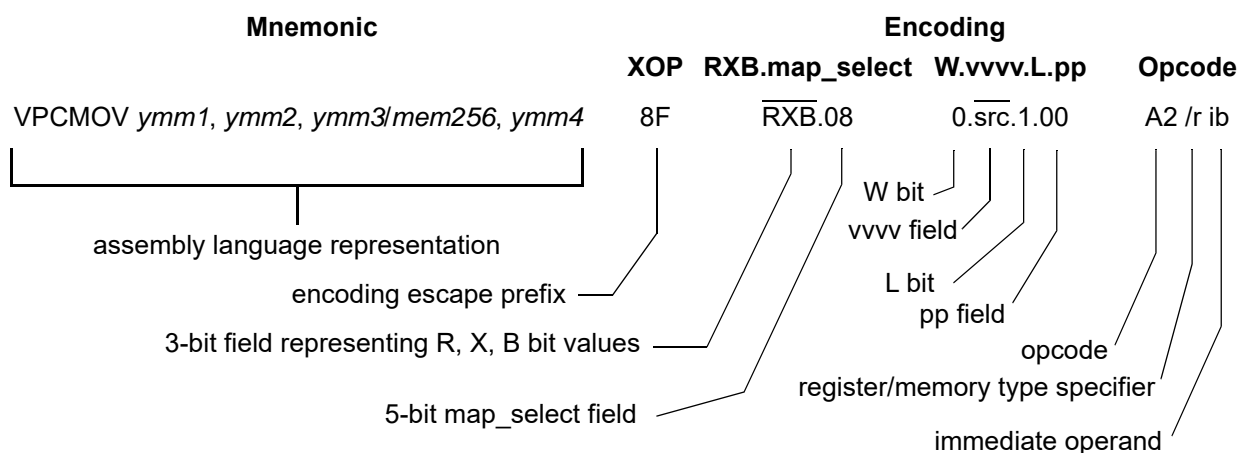 Mnemonic Encoding
XOP RXB.map_select W.vvvv.L.pp Opcode
VPCMOV ymm1, ymm2, ymm3/mem256, ymm4 8F R̅X̅B̅.08 0.s̅r̅c̅.1.00 A2 /r ib
W bit
vvvv field
assembly language representation
L bit
encoding escape prefix
pp field
3-bit field representing R, X, B bit values
opcode
register/memory type specifier
5-bit map_select field
immediate operand